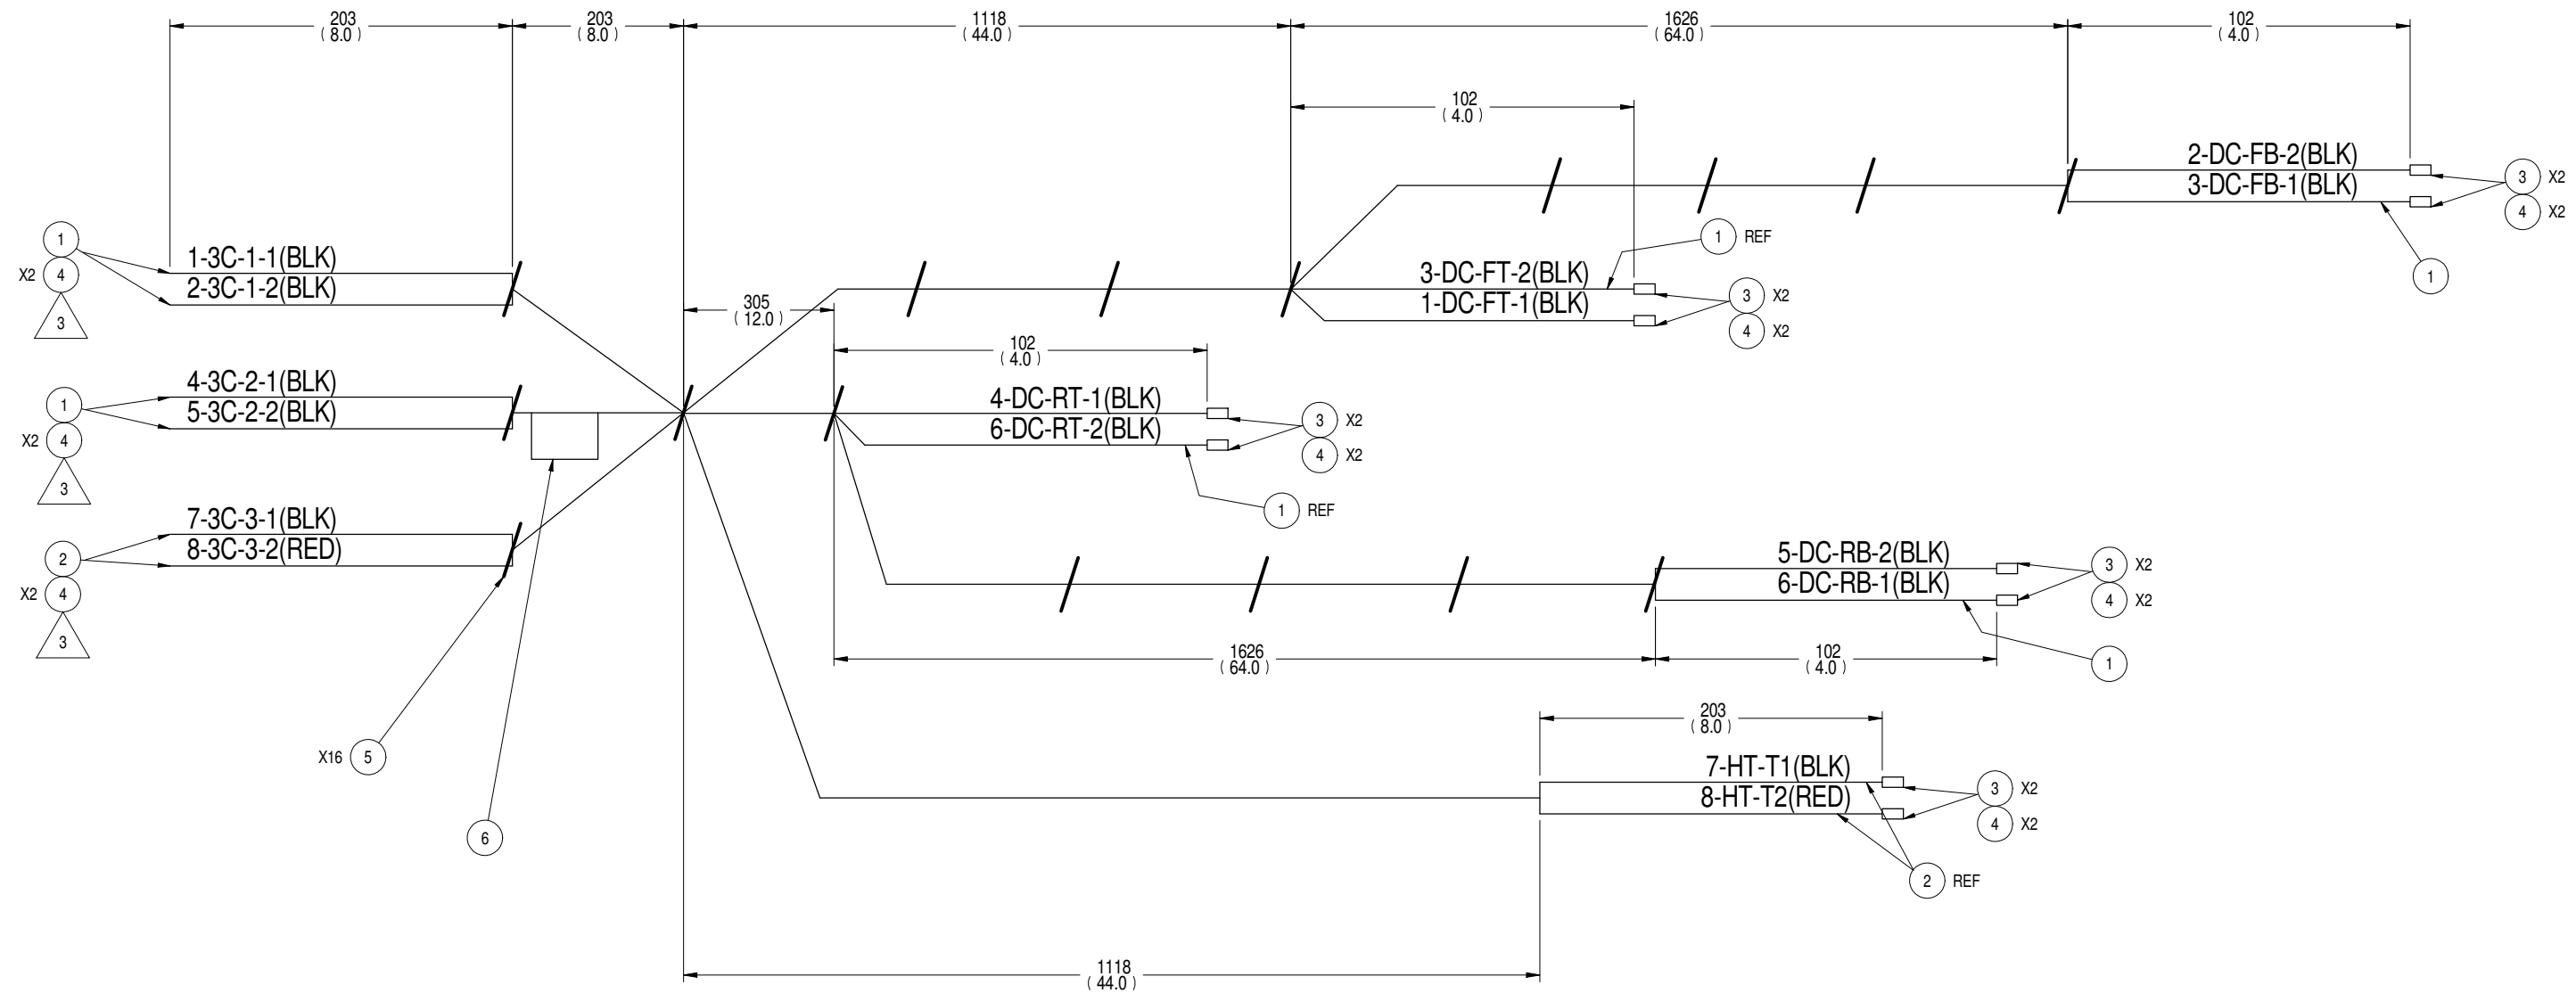 203
( 8.0 )
203
( 8.0 )
1118
( 44.0 )
1626
( 64.0 )
102
( 4.0 )
102
( 4.0 )
2-DC-FB-2(BLK)
3-DC-FB-1(BLK)
3 X2
4 X2
1
1 REF
1
X2 4
3
1-3C-1-1(BLK)
2-3C-1-2(BLK)
3-DC-FT-2(BLK)
1-DC-FT-1(BLK)
3 X2
4 X2
305
( 12.0 )
102
( 4.0 )
1
X2 4
3
4-3C-2-1(BLK)
5-3C-2-2(BLK)
4-DC-RT-1(BLK)
6-DC-RT-2(BLK)
3 X2
4 X2
1 REF
2
X2 4
3
7-3C-3-1(BLK)
8-3C-3-2(RED)
5-DC-RB-2(BLK)
6-DC-RB-1(BLK)
3 X2
4 X2
1
1626
( 64.0 )
102
( 4.0 )
203
( 8.0 )
X16 5
6
7-HT-T1(BLK)
8-HT-T2(RED)
3 X2
4 X2
2 REF
1118
( 44.0 )